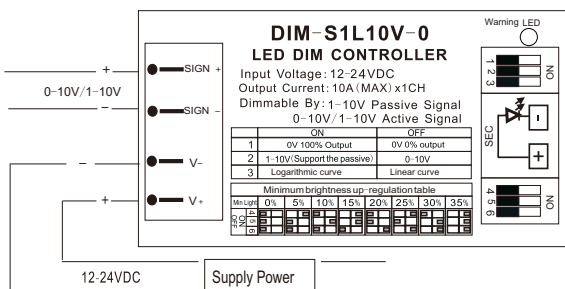 DIM-S1L10V-0
Warning LED
LED DIM CONTROLLER
Input Voltage: 12-24VDC
Output Current: 10A(MAX)x1CH
Dimmable By: 1-10V Passive Signal
0-10V/1-10V Active Signal
+ SIGN +
0-10V/1-10V
- SIGN -
- V-
+ V+
ON OFF
1 0V 100% Output 0V 0% output
2 1-10V(Support the passive) 0-10V
3 Logarithmic curve Linear curve
Minimum brightness up-regulation table
Min Light 0% 5% 10% 15% 20% 25% 30% 35%
ON
OFF
4 5 6
1 2 3
ON
SEC
-
+
4 5 6
ON
12-24VDC
Supply Power